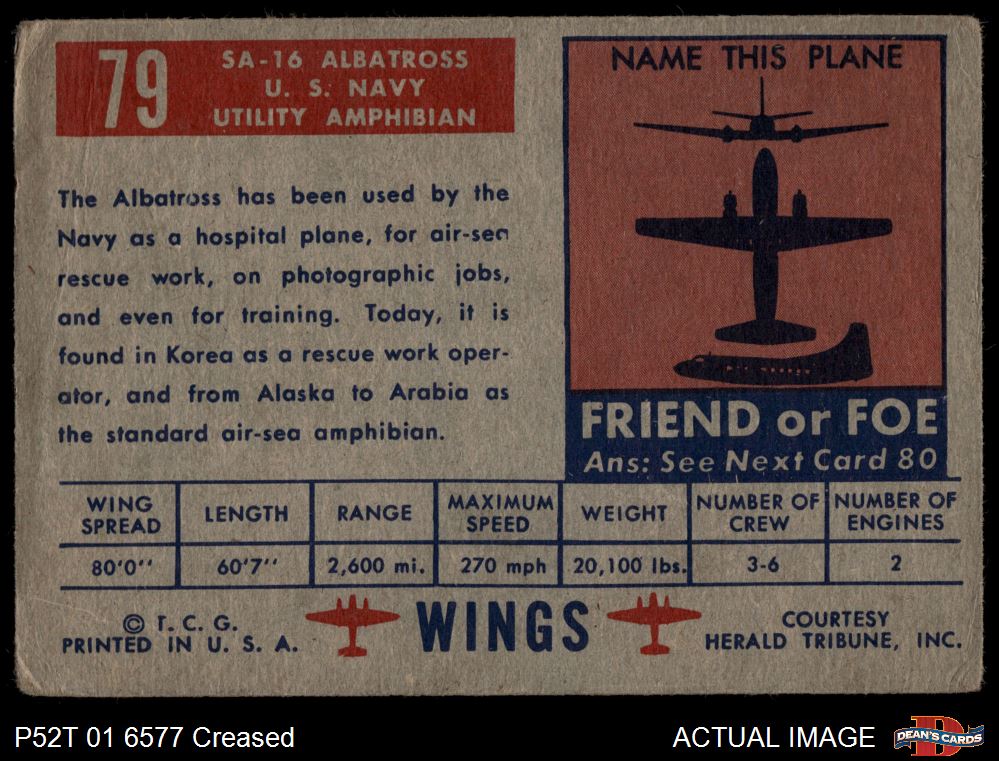 79
SA-16 ALBATROSS
U. S. NAVY
UTILITY AMPHIBIAN
The Albatross has been used by the
Navy as a hospital plane, for air-sea
rescue work, on photographic jobs,
and even for training. Today, it is
found in Korea as a rescue work oper-
ator, and from Alaska to Arabia as
the standard air-sea amphibian.
NAME THIS PLANE
FRIEND or FOE
Ans: See Next Card 80
WING SPREAD LENGTH RANGE MAXIMUM SPEED WEIGHT NUMBER OF CREW NUMBER OF ENGINES
80'0" 60'7" 2,600 mi. 270 mph 20,100 lbs. 3-6 2
© T. C. G.
PRINTED IN U. S. A.
WINGS
COURTESY
HERALD TRIBUNE, INC.
P52T 01 6577 Creased
ACTUAL IMAGE
DEAN'S CARDS